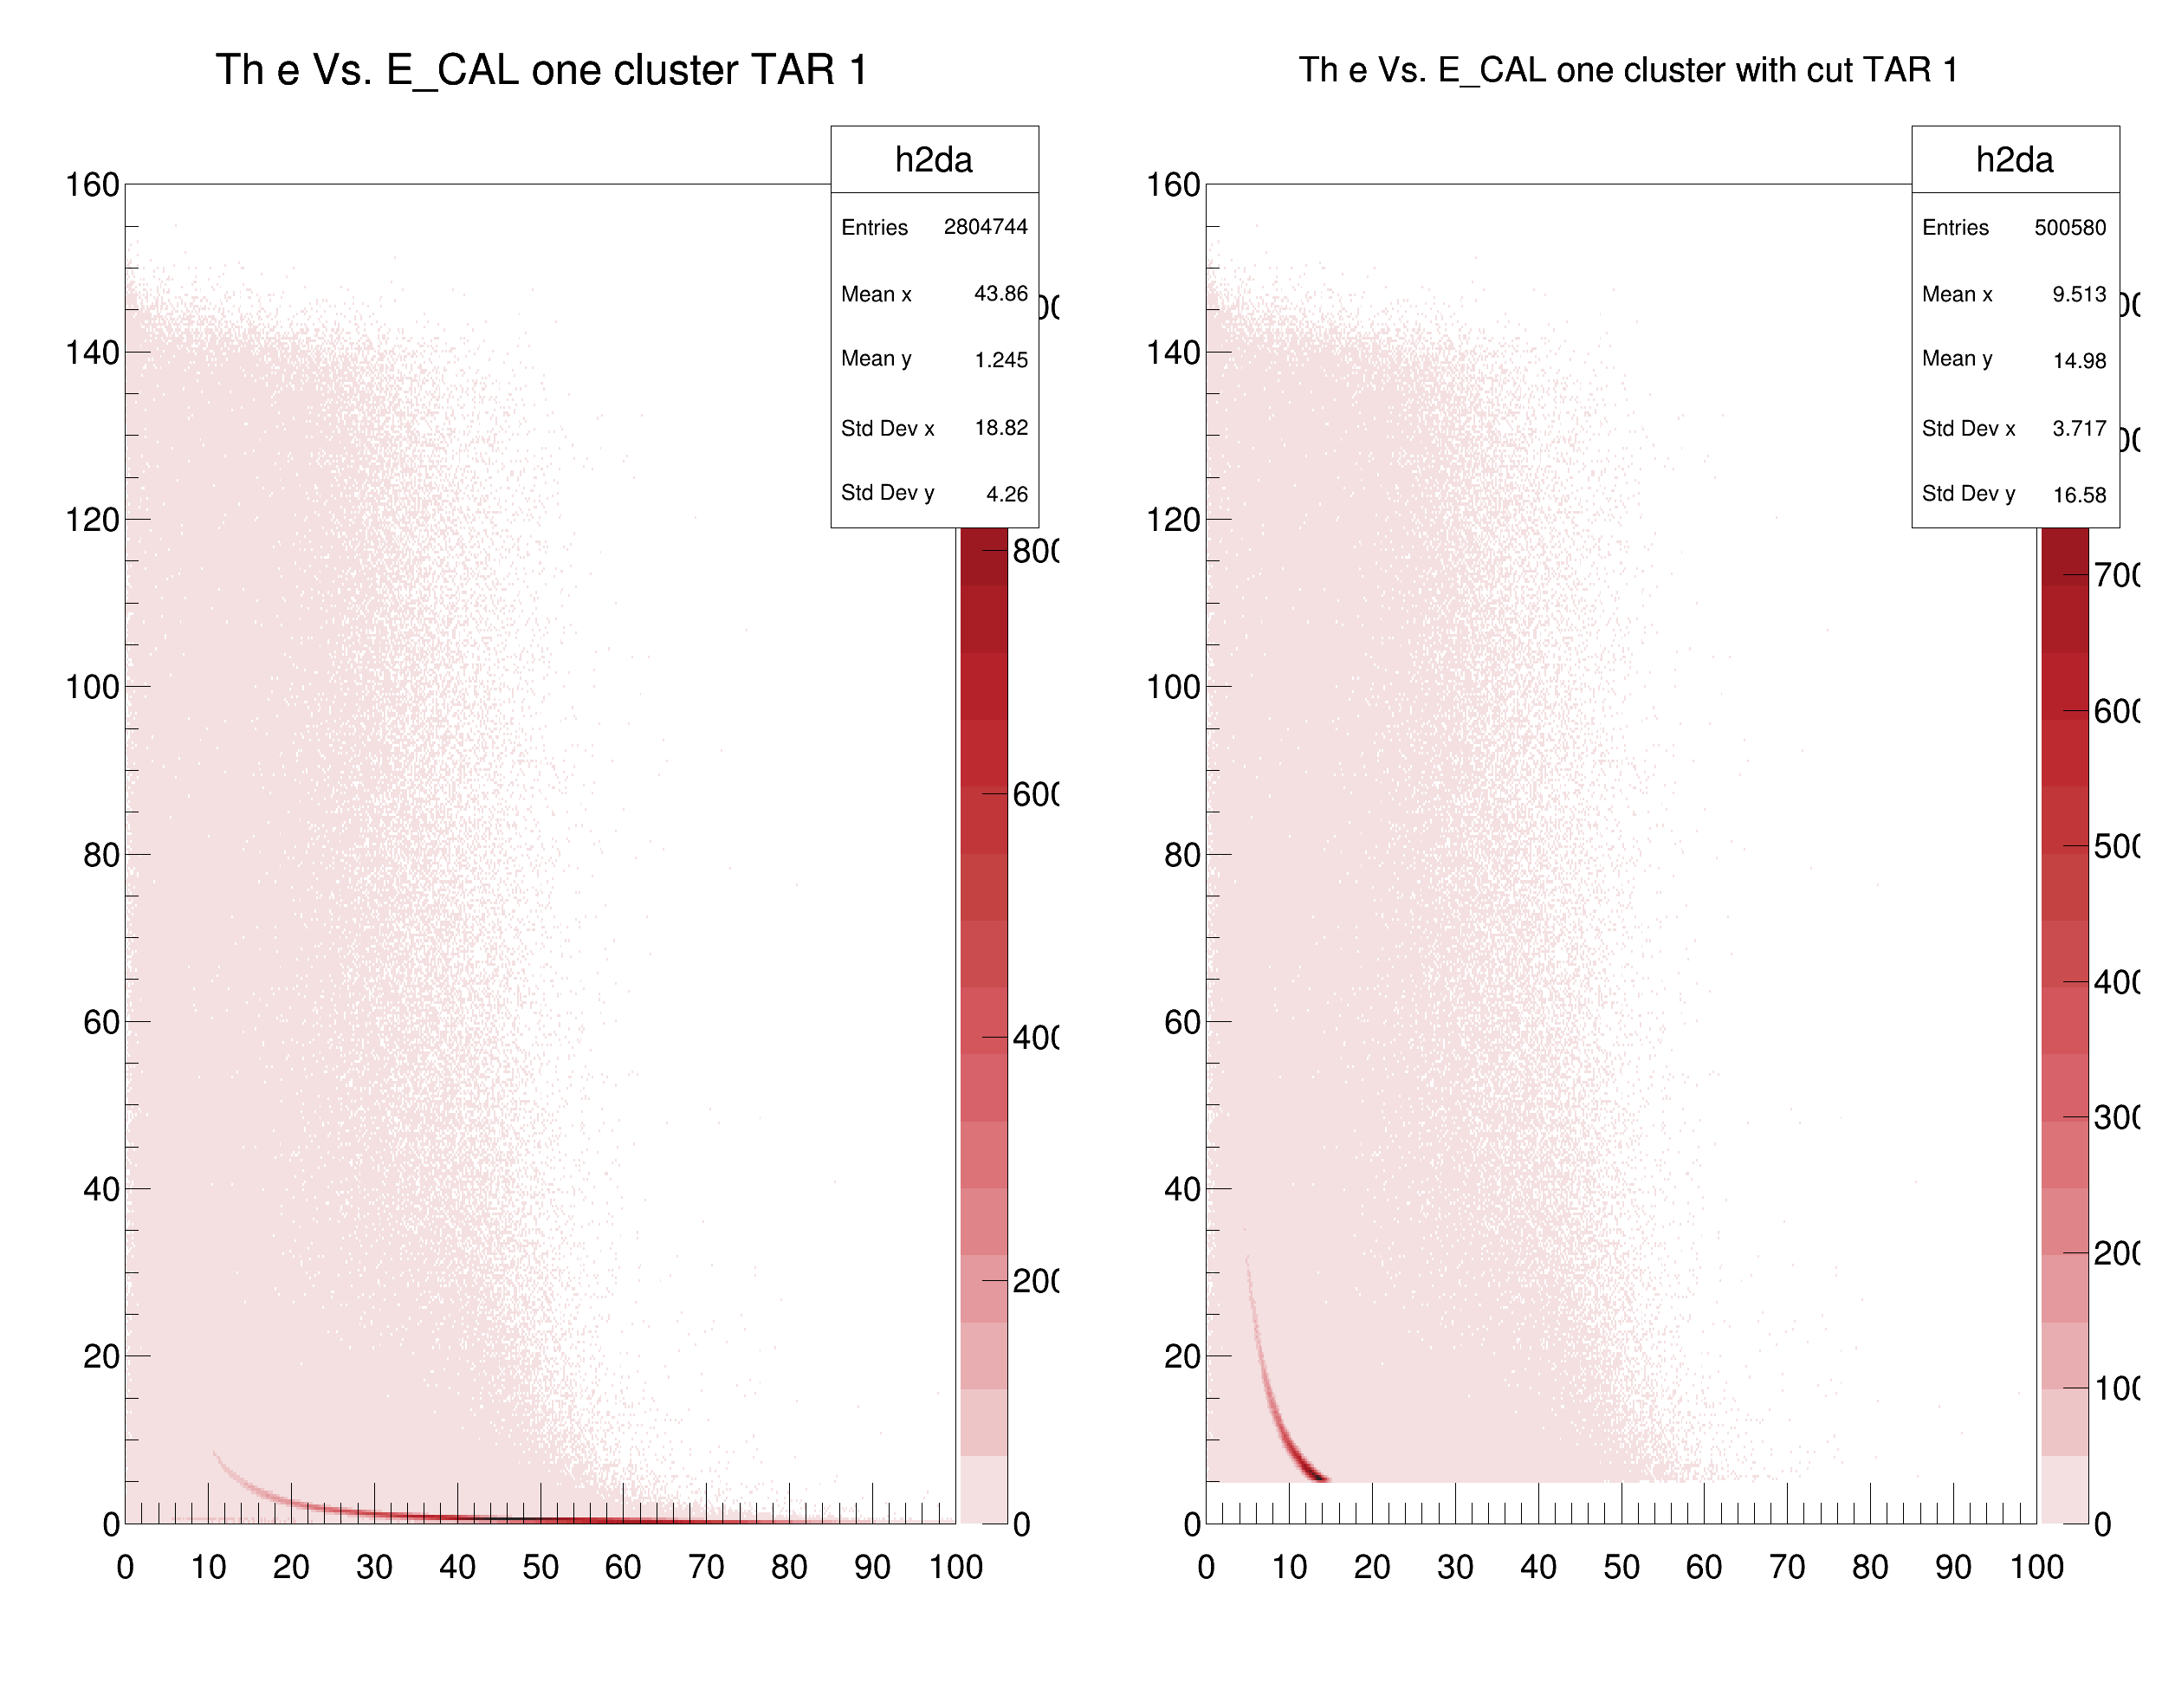 Th e Vs. E_CAL one cluster TAR 1
h2da
Entries 2804744
Mean x 43.86
Mean y 1.245
Std Dev x 18.82
Std Dev y 4.26
160
140
120
100
80
60
40
20
0
0 10 20 30 40 50 60 70 80 90 100
0
Th e Vs. E_CAL one cluster with cut TAR 1
h2da
Entries 500580
Mean x 9.513
Mean y 14.98
Std Dev x 3.717
Std Dev y 16.58
160
140
120
100
80
60
40
20
0
0 10 20 30 40 50 60 70 80 90 100
0